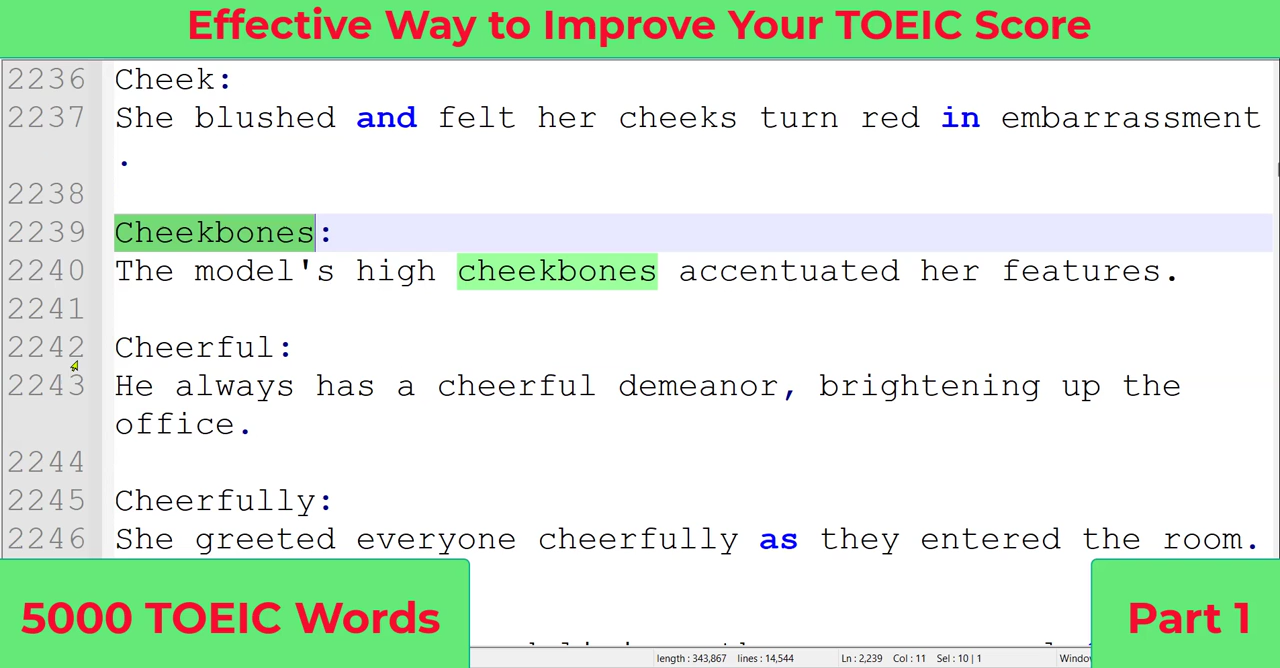 Effective Way to Improve Your TOEIC Score
2236 Cheek:
2237 She blushed and felt her cheeks turn red in embarrassment
.
2238
2239 Cheekbones:
2240 The model's high cheekbones accentuated her features.
2241
2242 Cheerful:
2243 He always has a cheerful demeanor, brightening up the
office.
2244
2245 Cheerfully:
2246 She greeted everyone cheerfully as they entered the room.
5000 TOEIC Words
Part 1
length : 343,867 lines : 14,544 Ln : 2,239 Col : 11 Sel : 10 | 1 Window